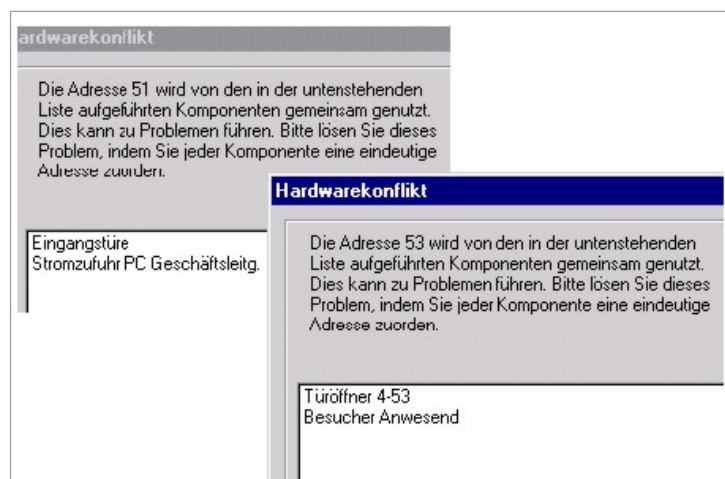 ardwarekonflikt
Die Adresse 51 wird von den in der untenstehenden
Liste aufgeführten Komponenten gemeinsam genutzt.
Dies kann zu Problemen führen. Bitte lösen Sie dieses
Problem, indem Sie jeder Komponente eine eindeutige
Adresse zuorden.
Eingangstüre
Stromzufuhr PC Geschäftsleitg.
Hardwarekonflikt
Die Adresse 53 wird von den in der untenstehenden
Liste aufgeführten Komponenten gemeinsam genutzt.
Dies kann zu Problemen führen. Bitte lösen Sie dieses
Problem, indem Sie jeder Komponente eine eindeutige
Adresse zuorden.
Türöffner 4-53
Besucher Anwesend